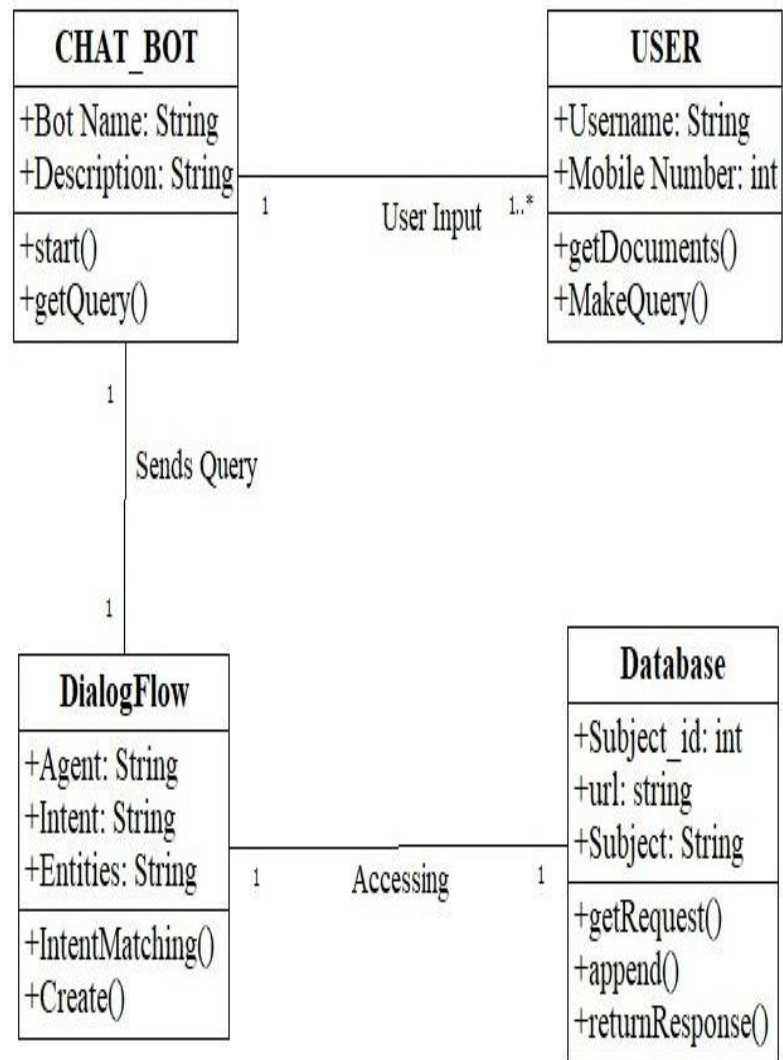 CHAT_BOT
+Bot Name: String
+Description: String
+start()
+getQuery()
USER
+Username: String
+Mobile Number: int
+getDocuments()
+MakeQuery()
1
User Input
1..*
1
Sends Query
1
DialogFlow
+Agent: String
+Intent: String
+Entities: String
+IntentMatching()
+Create()
1
Accessing
1
Database
+Subject_id: int
+url: string
+Subject: String
+getRequest()
+append()
+returnResponse()